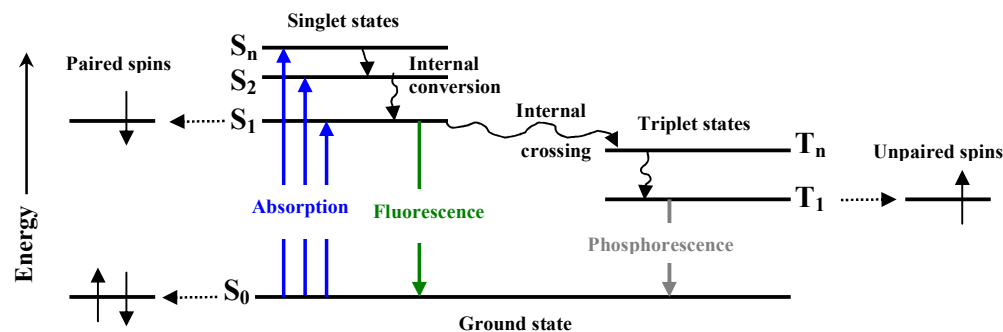 Singlet states
Sn
Paired spins
Internal
conversion
S2
S1
Internal
crossing
Triplet states
Tn
Unpaired spins
T1
Energy
Absorption
Fluorescence
Phosphorescence
S0
Ground state